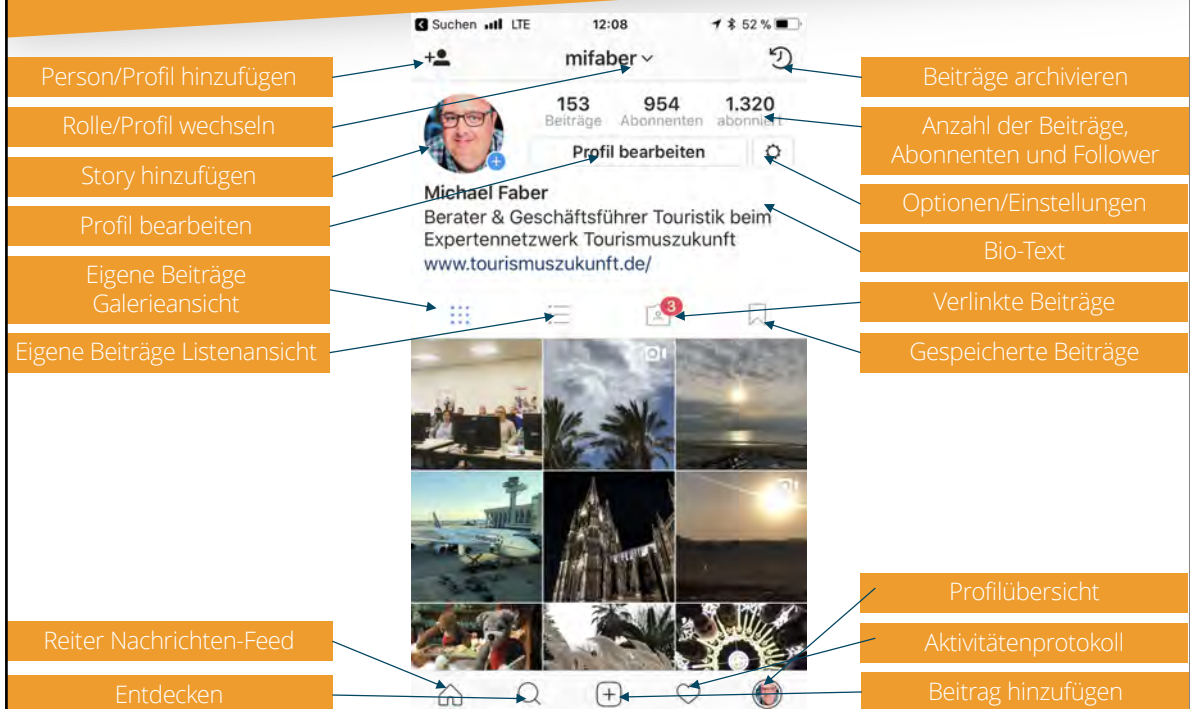 Suchen LTE 12:08 52 %
mifaber
153 954 1.320
Beiträge Abonnenten abonniert
Profil bearbeiten
Michael Faber
Berater & Geschäftsführer Touristik beim
Expertennetzwerk Tourismuszukunft
www.tourismuszukunft.de/
3
Person/Profil hinzufügen
Rolle/Profil wechseln
Story hinzufügen
Profil bearbeiten
Eigene Beiträge
Galerieansicht
Eigene Beiträge Listenansicht
Reiter Nachrichten-Feed
Entdecken
Beiträge archivieren
Anzahl der Beiträge,
Abonnenten und Follower
Optionen/Einstellungen
Bio-Text
Verlinkte Beiträge
Gespeicherte Beiträge
Profilübersicht
Aktivitätenprotokoll
Beitrag hinzufügen